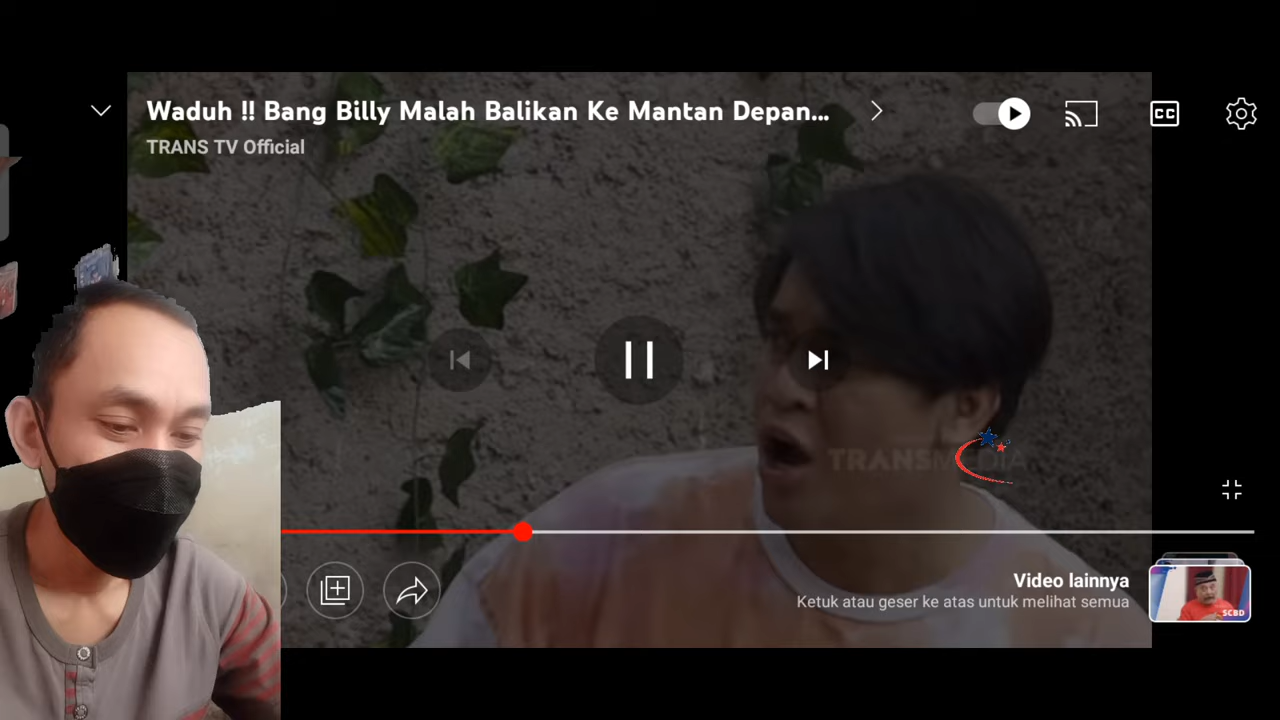 Waduh !! Bang Billy Malah Balikan Ke Mantan Depan...
TRANS TV Official
CC
TRANSMEDIA
Video lainnya
Ketuk atau geser ke atas untuk melihat semua
SCBD